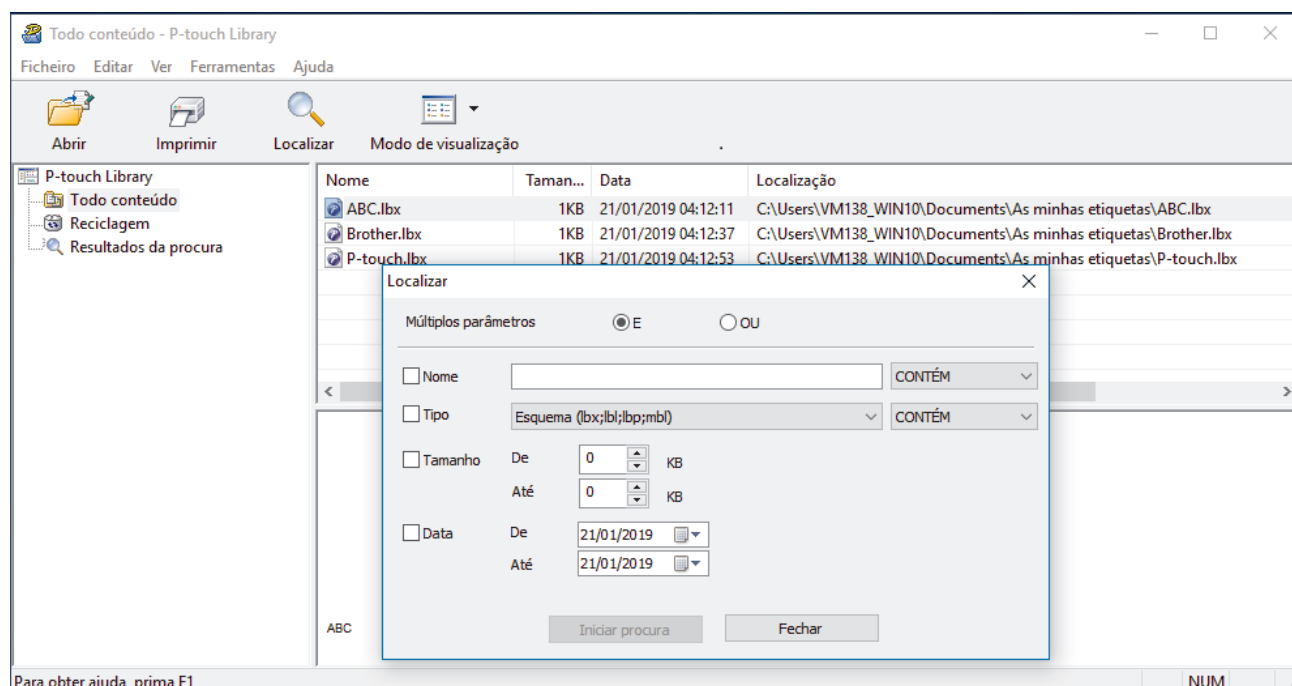 Todo conteúdo - P-touch Library
Ficheiro Editar Ver Ferramentas Ajuda
Abrir Imprimir Localizar Modo de visualização
P-touch Library
Todo conteúdo
Reciclagem
Resultados da procura
Nome Taman... Data Localização
ABC.lbx 1KB 21/01/2019 04:12:11 C:\Users\VM138_WIN10\Documents\As minhas etiquetas\ABC.lbx
Brother.lbx 1KB 21/01/2019 04:12:37 C:\Users\VM138_WIN10\Documents\As minhas etiquetas\Brother.lbx
P-touch.lbx 1KB 21/01/2019 04:12:53 C:\Users\VM138_WIN10\Documents\As minhas etiquetas\P-touch.lbx
Localizar
Múltiplos parâmetros E OU
Nome CONTÉM
Tipo Esquema (lbx;lbl;lbp;mbl) CONTÉM
Tamanho De 0 KB
Até 0 KB
Data De 21/01/2019
Até 21/01/2019
Iniciar procura Fechar
ABC
Para obter ajuda, prima F1 NUM